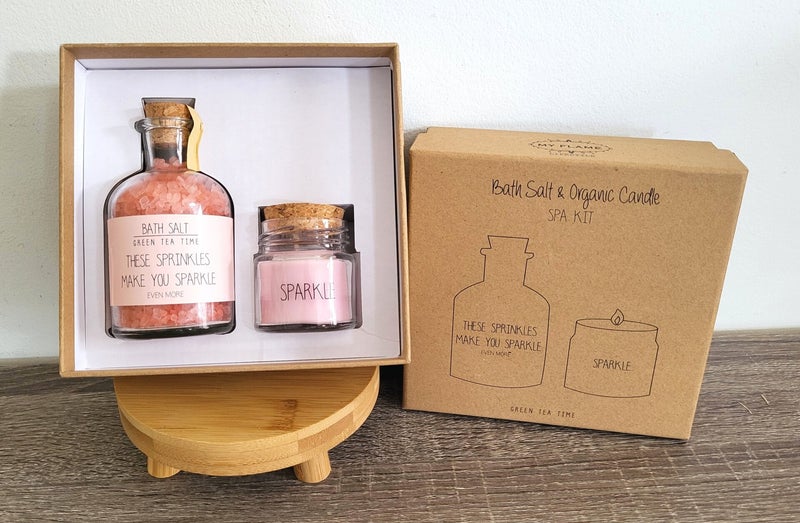 BATH SALT
GREEN TEA TIME
THESE SPRINKLES
MAKE YOU SPARKLE
EVEN MORE
SPARKLE
MY FLAME
LIFESTYLE
Bath Salt & Organic Candle
SPA KIT
THESE SPRINKLES
MAKE YOU SPARKLE
EVEN MORE
SPARKLE
GREEN TEA TIME